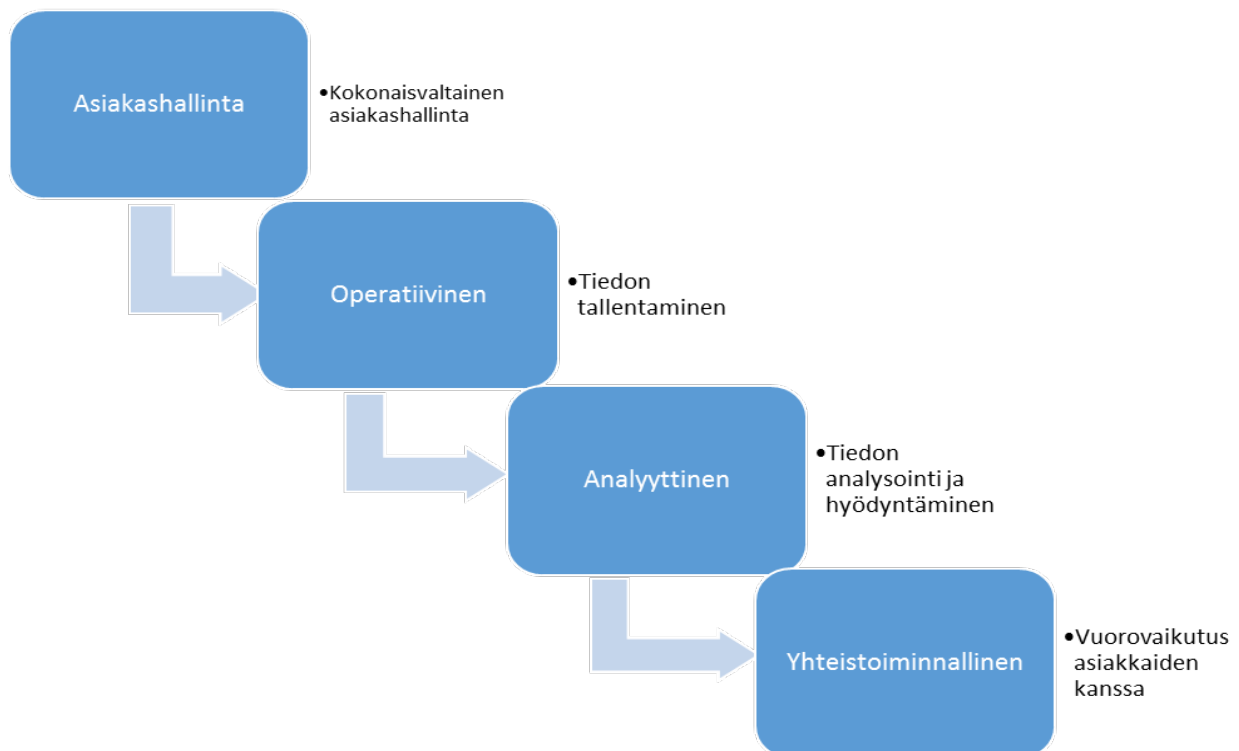 Asiakashallinta
•Kokonaisvaltainen
asiakashallinta
Operatiivinen
•Tiedon
tallentaminen
Analyyttinen
•Tiedon
analysointi ja
hyödyntäminen
Yhteistoiminnallinen
•Vuorovaikutus
asiakkaiden
kanssa